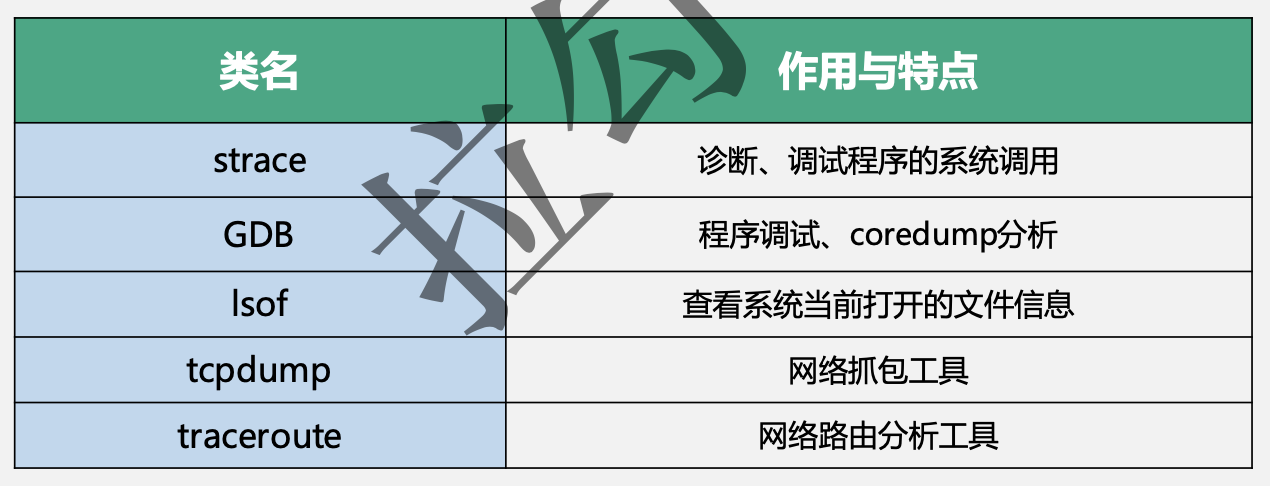 类名 作用与特点
strace 诊断、调试程序的系统调用
GDB 程序调试、coredump分析
lsof 查看系统当前打开的文件信息
tcpdump 网络抓包工具
traceroute 网络路由分析工具
拉勾